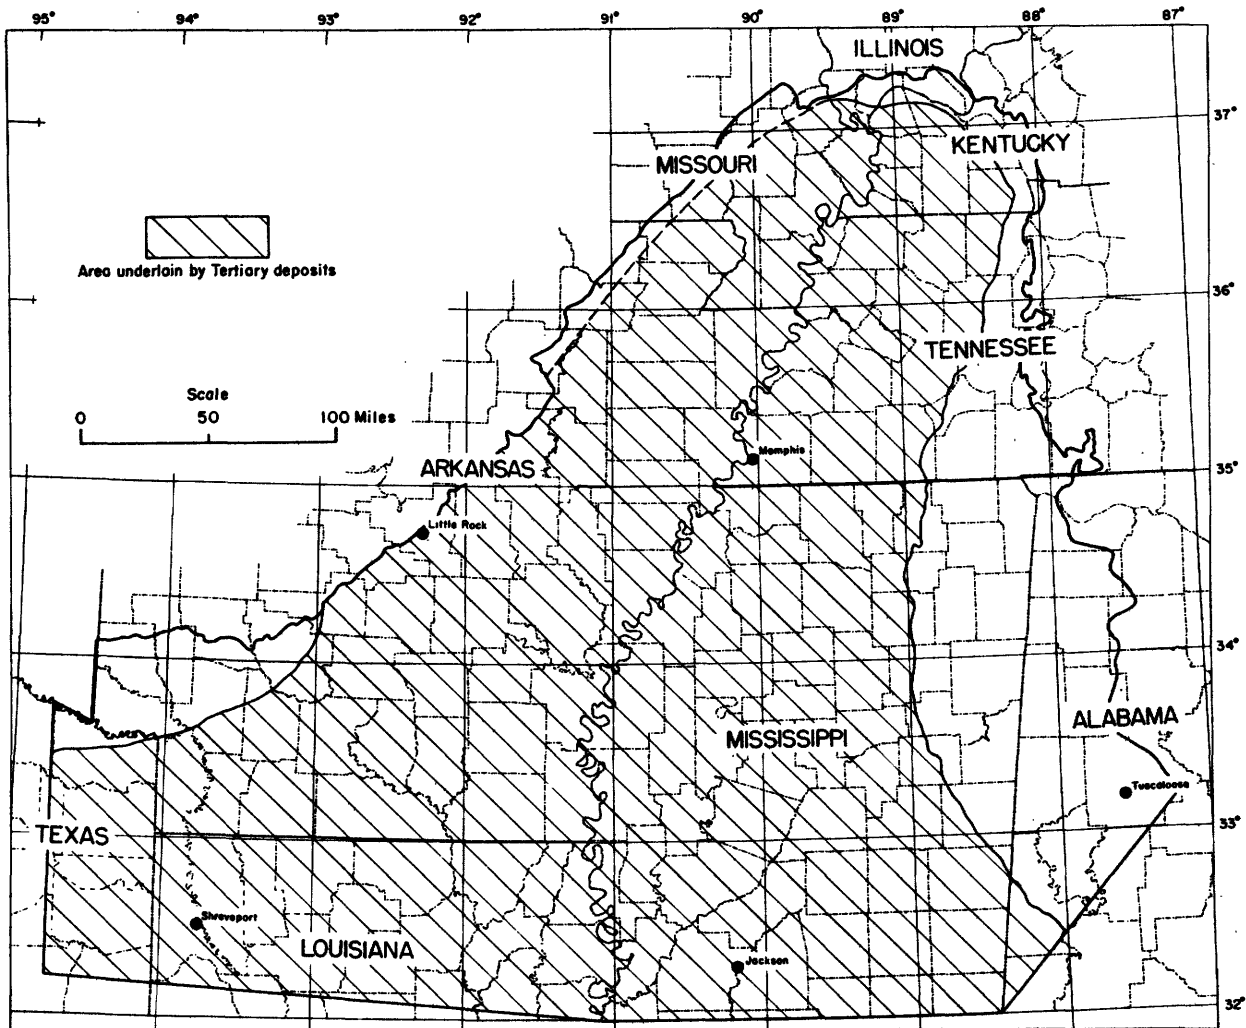 95° 94° 93° 92° 91° 90° 89° 88° 87°
ILLINOIS
37°
KENTUCKY
MISSOURI
Area underlain by Tertiary deposits
36°
TENNESSEE
Scale
0 50 100 Miles
Memphis
ARKANSAS
35°
Little Rock
34°
ALABAMA
MISSISSIPPI
Tuscaloosa
33°
TEXAS
Shreveport
LOUISIANA
Jackson
32°